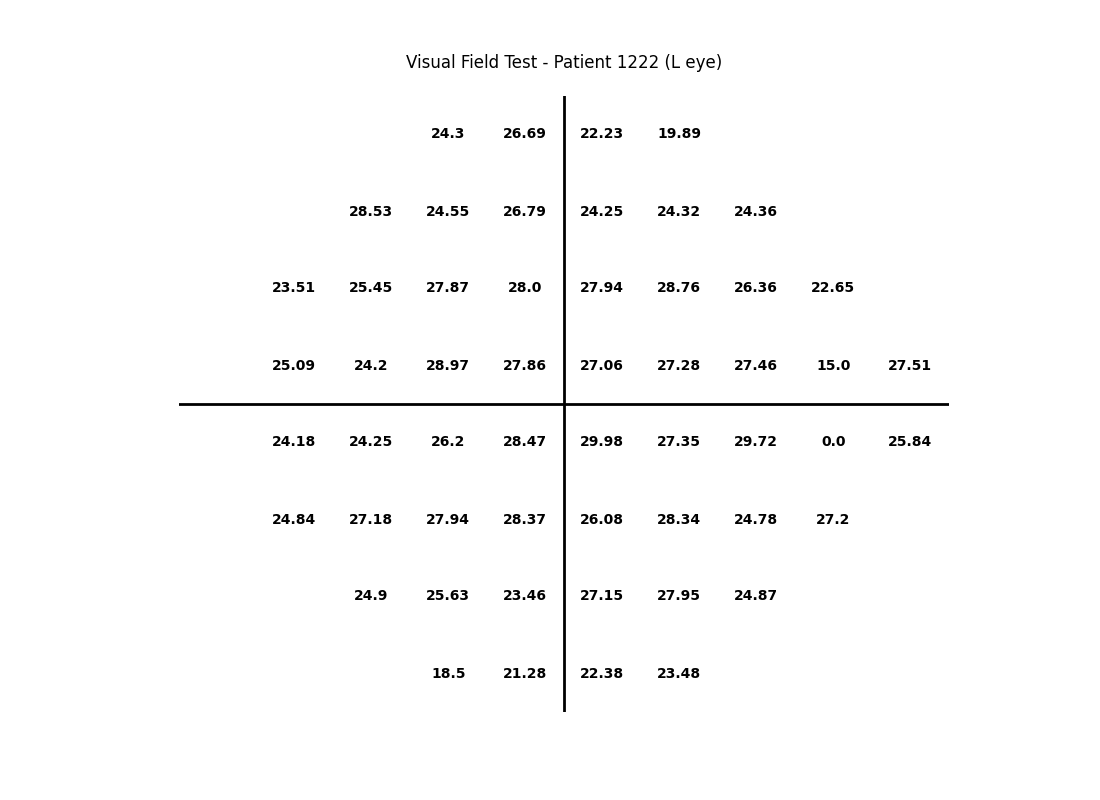 Visual Field Test - Patient 1222 (L eye)
24.3 26.69 22.23 19.89
28.53 24.55 26.79 24.25 24.32 24.36
23.51 25.45 27.87 28.0 27.94 28.76 26.36 22.65
25.09 24.2 28.97 27.86 27.06 27.28 27.46 15.0 27.51
24.18 24.25 26.2 28.47 29.98 27.35 29.72 0.0 25.84
24.84 27.18 27.94 28.37 26.08 28.34 24.78 27.2
24.9 25.63 23.46 27.15 27.95 24.87
18.5 21.28 22.38 23.48